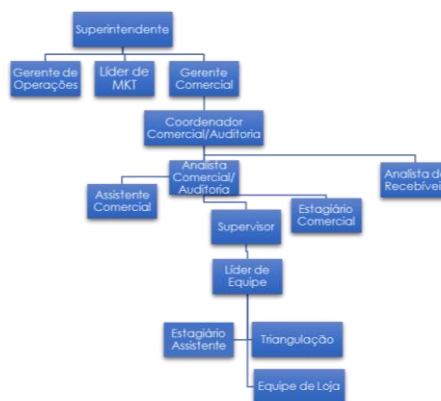 Superintendente
Gerente de
Operações
Líder de
MKT
Gerente
Comercial
Coordenador
Comercial/Auditoria
Analista
Comercial/
Auditoria
Analista de
Recebíveis
Assistente
Comercial
Estagiário
Comercial
Supervisor
Líder de
Equipe
Estagiário
Assistente
Triangulação
Equipe de Loja